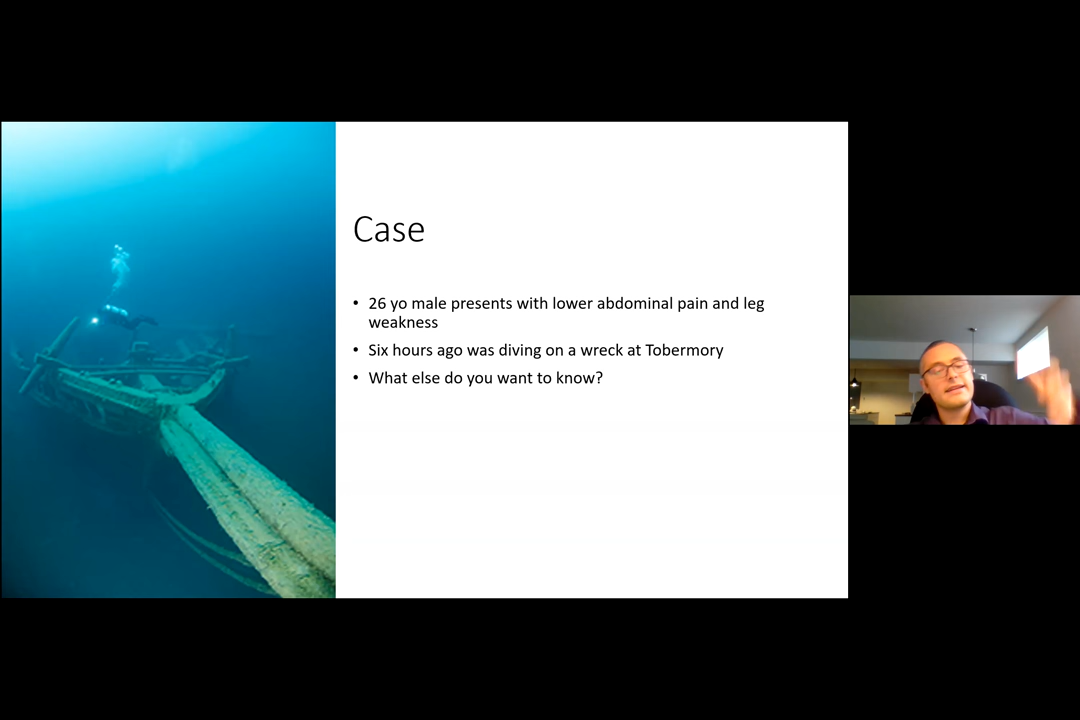 Case
• 26 yo male presents with lower abdominal pain and leg
weakness
• Six hours ago was diving on a wreck at Tobermory
• What else do you want to know?